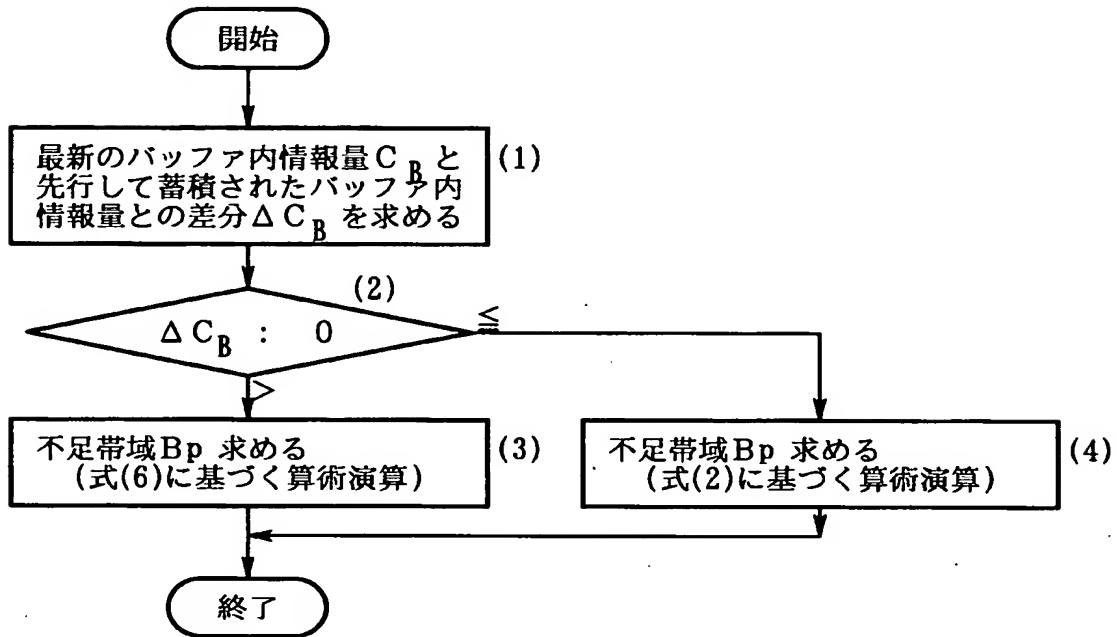 開始
最新のバッファ内情報量CBと
先行して蓄積されたバッファ内
情報量との差分ΔCBを求める
(1)
(2)
ΔCB : 0
≦
>
不足帯域Bp 求める
(式(6)に基づく算術演算)
(3)
不足帯域Bp 求める
(式(2)に基づく算術演算)
(4)
終了